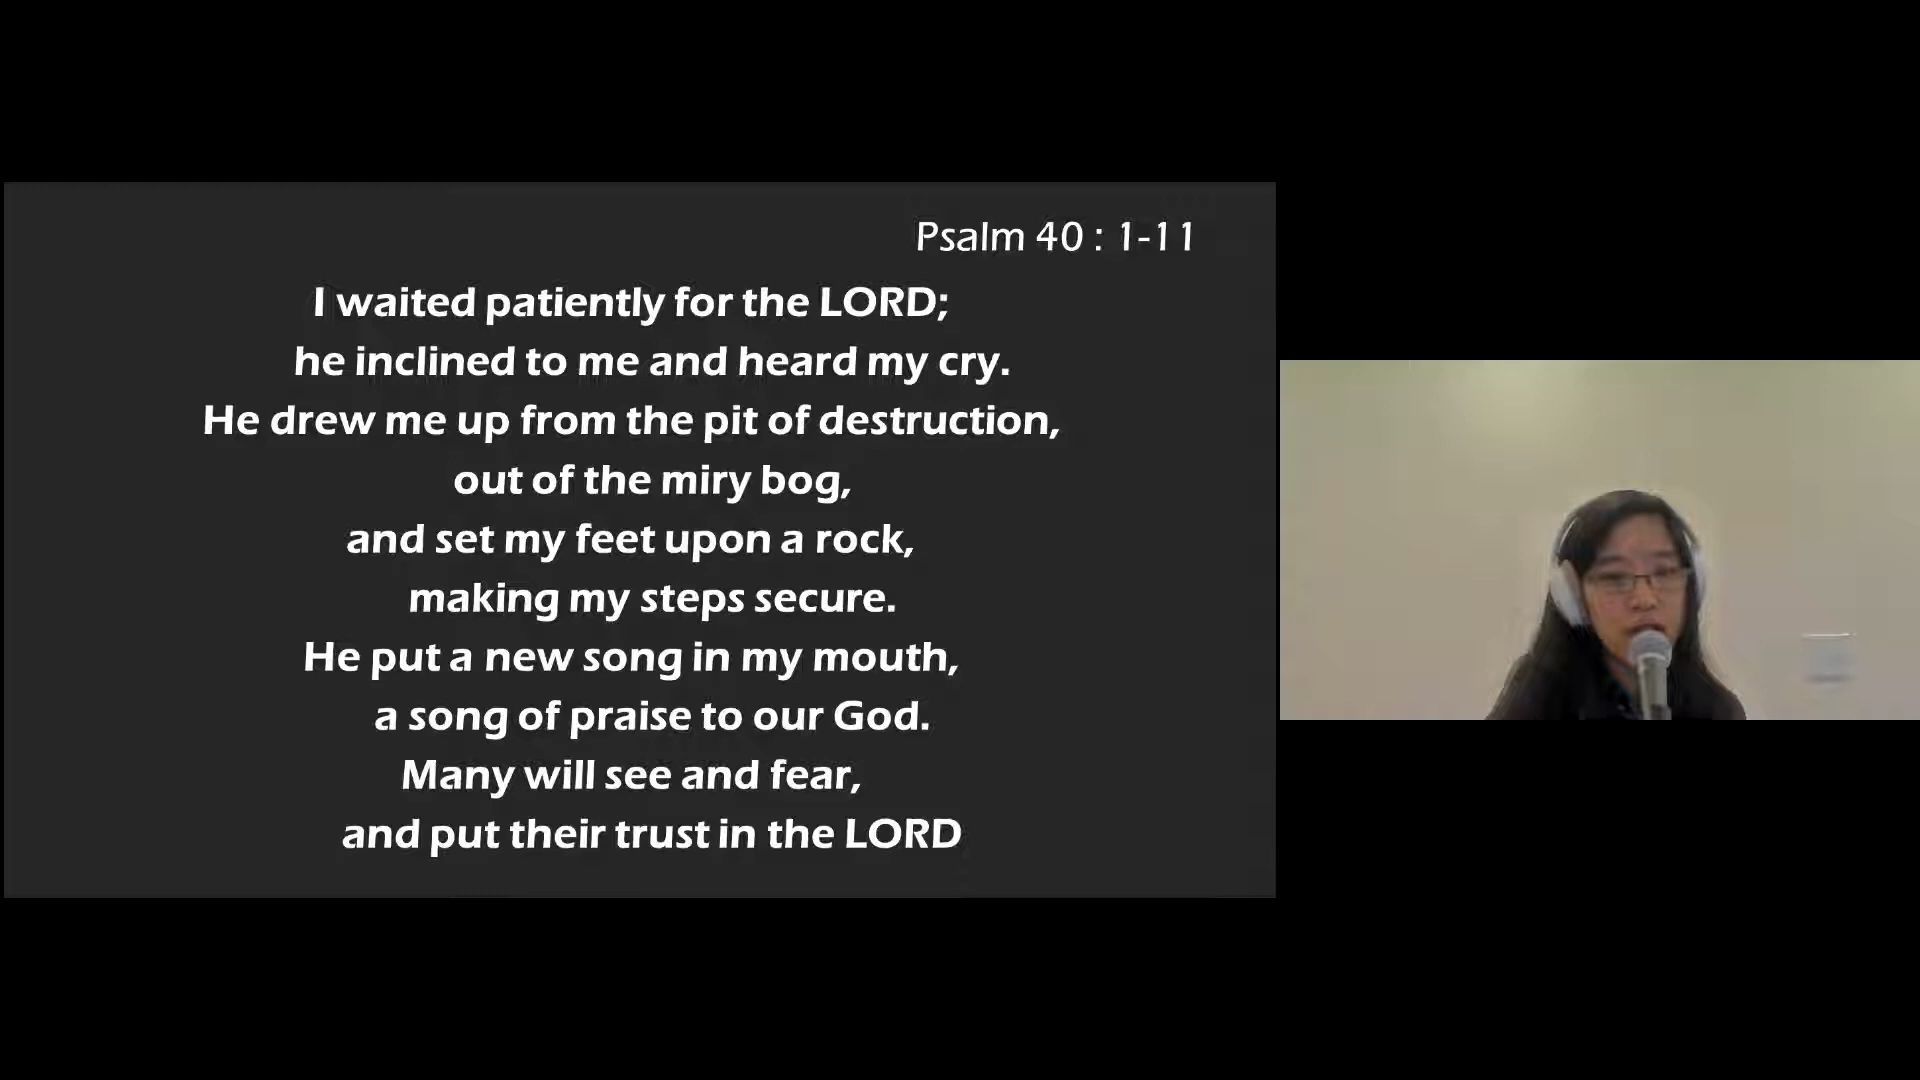 Psalm 40 : 1-11
I waited patiently for the LORD;
he inclined to me and heard my cry.
He drew me up from the pit of destruction,
out of the miry bog,
and set my feet upon a rock,
making my steps secure.
He put a new song in my mouth,
a song of praise to our God.
Many will see and fear,
and put their trust in the LORD